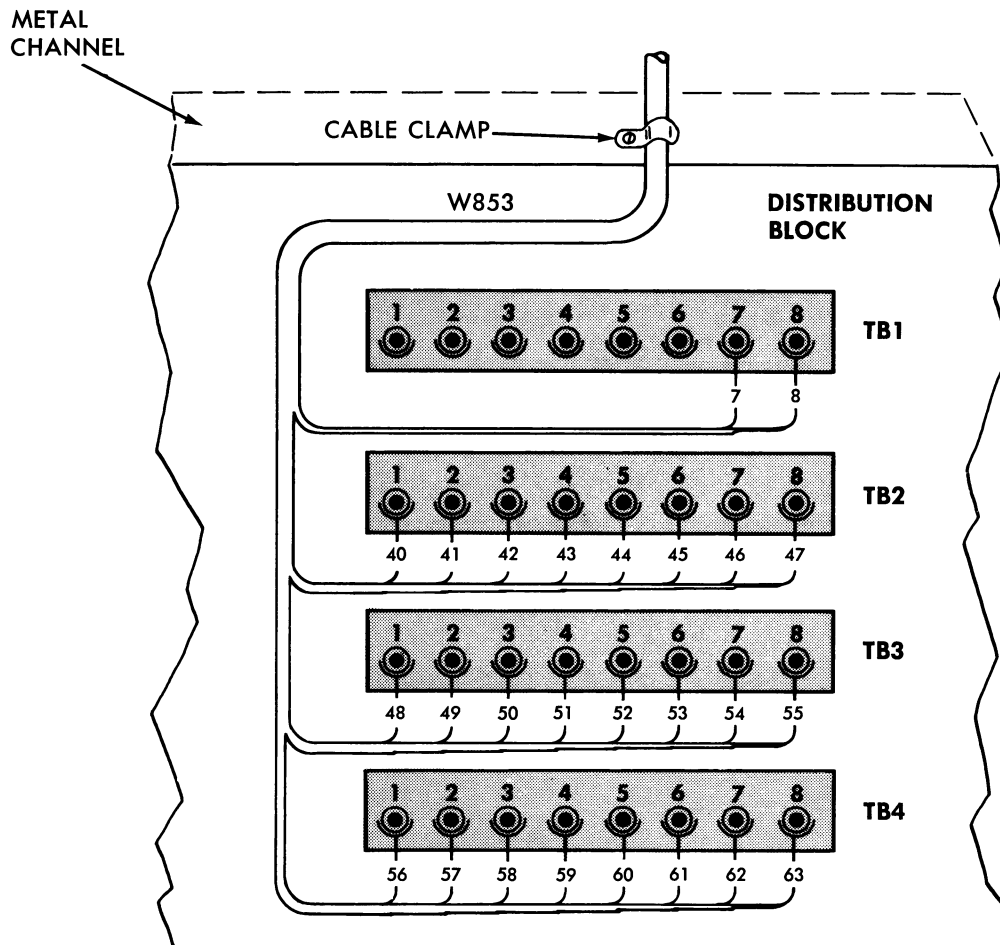 METAL
CHANNEL
CABLE CLAMP
W853
DISTRIBUTION
BLOCK
1 2 3 4 5 6 7 8
TB1
7 8
1 2 3 4 5 6 7 8
TB2
40 41 42 43 44 45 46 47
1 2 3 4 5 6 7 8
TB3
48 49 50 51 52 53 54 55
1 2 3 4 5 6 7 8
TB4
56 57 58 59 60 61 62 63